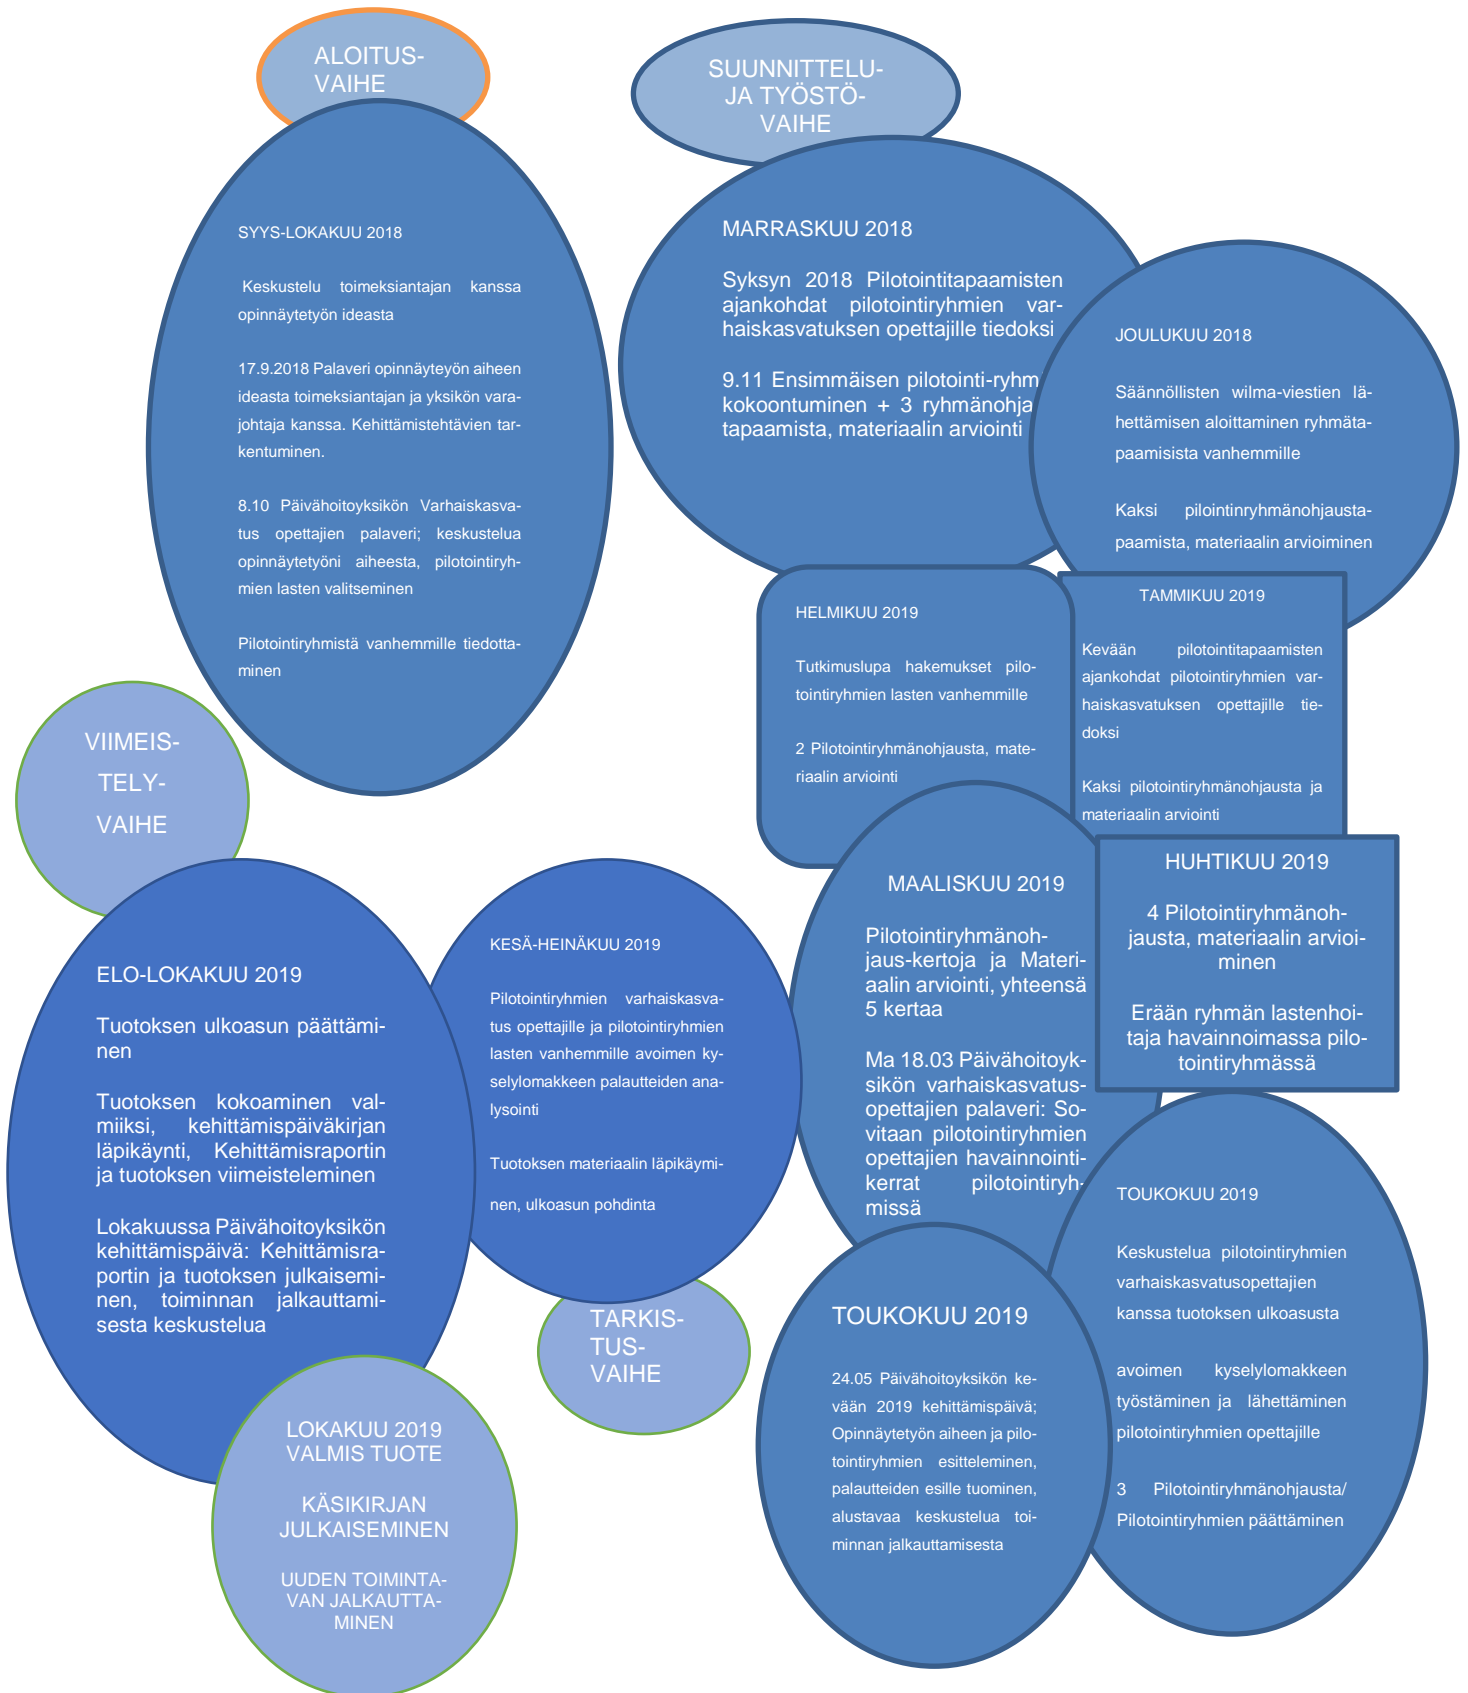 ALOITUS-
VAIHE
SUUNNITTELU-
JA TYÖSTÖ-
VAIHE
SYYS-LOKAKUU 2018
Keskustelu toimeksiantajan kanssa
opinnäytetyön ideasta
17.9.2018 Palaveri opinnäyteyön aiheen
ideasta toimeksiantajan ja yksikön vara-
johtaja kanssa. Kehittämistehtävien tar-
kentuminen.
8.10 Päivähoitoyksikön Varhaiskasva-
tus opettajien palaveri; keskustelua
opinnäytetyöni aiheesta, pilotointiryh-
mien lasten valitseminen
Pilotointiryhmistä vanhemmille tiedotta-
minen
MARRASKUU 2018
Syksyn 2018 Pilotointitapaamisten
ajankohdat pilotointiryhmien var-
haiskasvatuksen opettajille tiedoksi
9.11 Ensimmäisen pilotointi-ryhm
kokoontuminen + 3 ryhmänohja
tapaamista, materiaalin arviointi
JOULUKUU 2018
Säännöllisten wilma-viestien lä-
hettämisen aloittaminen ryhmäta-
paamisista vanhemmille
Kaksi pilointinryhmänohjausta-
paamista, materiaalin arvioiminen
TAMMIKUU 2019
Kevään pilotointitapaamisten
ajankohdat pilotointiryhmien var-
haiskasvatuksen opettajille tie-
doksi
Kaksi pilotointiryhmänohjausta ja
materiaalin arviointi
HELMIKUU 2019
Tutkimuslupa hakemukset pilo-
tointiryhmien lasten vanhemmille
2 Pilotointiryhmänohjausta, mate-
riaalin arviointi
MAALISKUU 2019
Pilotointiryhmänoh-
jaus-kertoja ja Materi-
aalin arviointi, yhteensä
5 kertaa
Ma 18.03 Päivähoitoyk-
sikön varhaiskasvatus-
opettajien palaveri: So-
vitaan pilotointiryhmien
opettajien havainnointi-
kerrat pilotointiryh-
missä
HUHTIKUU 2019
4 Pilotointiryhmänoh-
jausta, materiaalin arvioi-
minen
Erään ryhmän lastenhoi-
taja havainnoimassa pilo-
tointiryhmässä
TOUKOKUU 2019
Keskustelua pilotointiryhmien
varhaiskasvatusopettajien
kanssa tuotoksen ulkoasusta
avoimen kyselylomakkeen
työstäminen ja lähettäminen
pilotointiryhmien opettajille
3 Pilotointiryhmänohjausta/
Pilotointiryhmien päättäminen
TOUKOKUU 2019
24.05 Päivähoitoyksikön ke-
vään 2019 kehittämispäivä;
Opinnäytetyön aiheen ja pilo-
tointiryhmien esitteleminen,
palautteiden esille tuominen,
alustavaa keskustelua toi-
minnan jalkauttamisesta
TARKIS-
TUS-
VAIHE
KESÄ-HEINÄKUU 2019
Pilotointiryhmien varhaiskasva-
tus opettajille ja pilotointiryhmien
lasten vanhemmille avoimen ky-
selylomakkeen palautteiden ana-
lysointi
Tuotoksen materiaalin läpikäymi-
nen, ulkoasun pohdinta
VIIMEIS-
TELY-
VAIHE
ELO-LOKAKUU 2019
Tuotoksen ulkoasun päättämi-
nen
Tuotoksen kokoaminen val-
miiksi, kehittämispäiväkirjan
läpikäynti, Kehittämisraportin
ja tuotoksen viimeisteleminen
Lokakuussa Päivähoitoyksikön
kehittämispäivä: Kehittämisra-
portin ja tuotoksen julkaisemi-
nen, toiminnan jalkauttami-
sesta keskustelua
LOKAKUU 2019
VALMIS TUOTE
KÄSIKIRJAN
JULKAISEMINEN
UUDEN TOIMINTA-
VAN JALKAUTTA-
MINEN